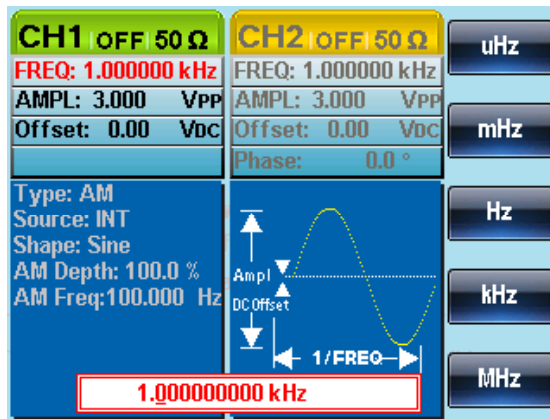 CH1 OFF 50 Ω
FREQ: 1.000000 kHz
AMPL: 3.000 VPP
Offset: 0.00 VDC
CH2 OFF 50 Ω
FREQ: 1.000000 kHz
AMPL: 3.000 VPP
Offset: 0.00 VDC
Phase: 0.0 °
Type: AM
Source: INT
Shape: Sine
AM Depth: 100.0 %
AM Freq:100.000 Hz
Ampl
DC Offset
1/FREQ
1.000000000 kHz
uHz
mHz
Hz
kHz
MHz